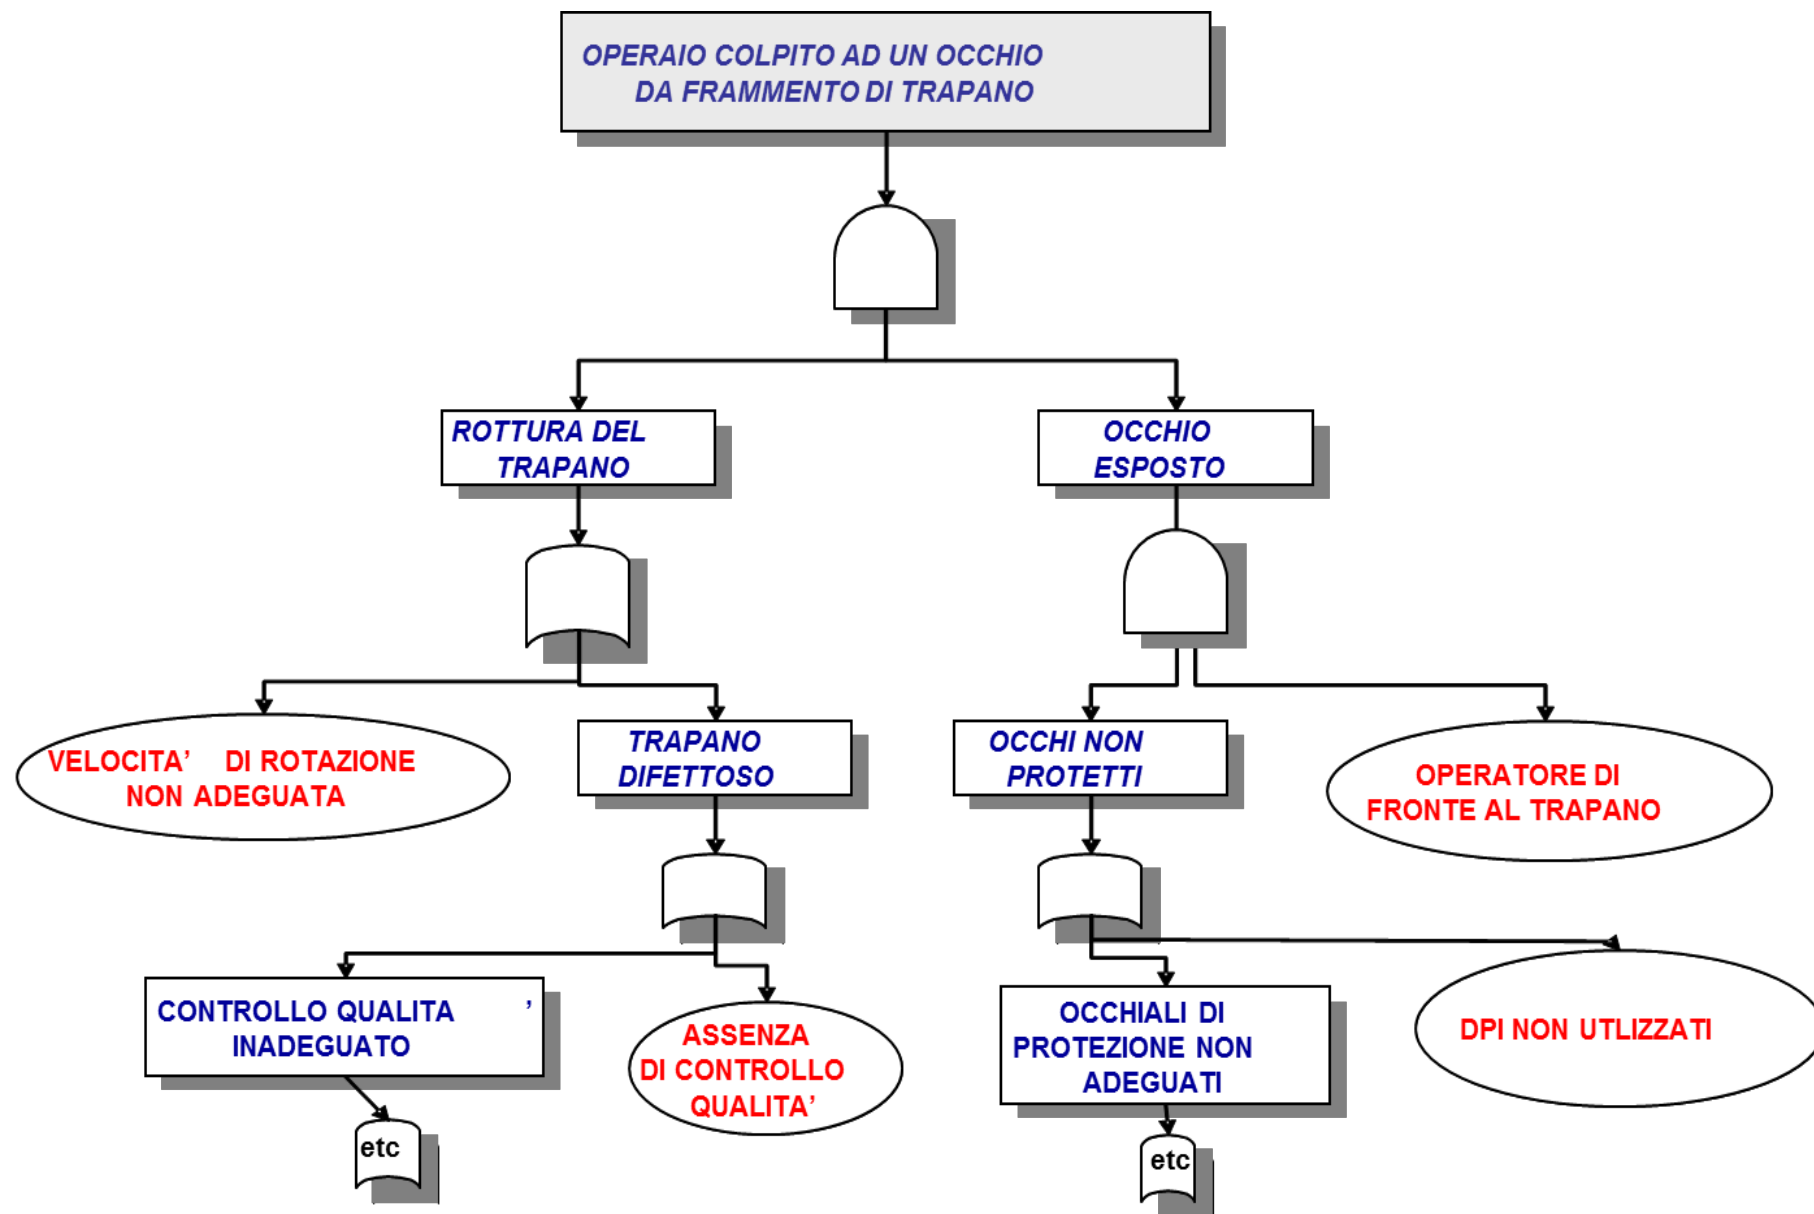 OPERAIO COLPITO AD UN OCCHIO
DA FRAMMENTO DI TRAPANO
ROTTURA DEL
TRAPANO
OCCHIO
ESPOSTO
VELOCITA’ DI ROTAZIONE
NON ADEGUATA
TRAPANO
DIFETTOSO
OCCHI NON
PROTETTI
OPERATORE DI
FRONTE AL TRAPANO
CONTROLLO QUALITA ’
INADEGUATO
ASSENZA
DI CONTROLLO
QUALITA’
OCCHIALI DI
PROTEZIONE NON
ADEGUATI
DPI NON UTLIZZATI
etc
etc